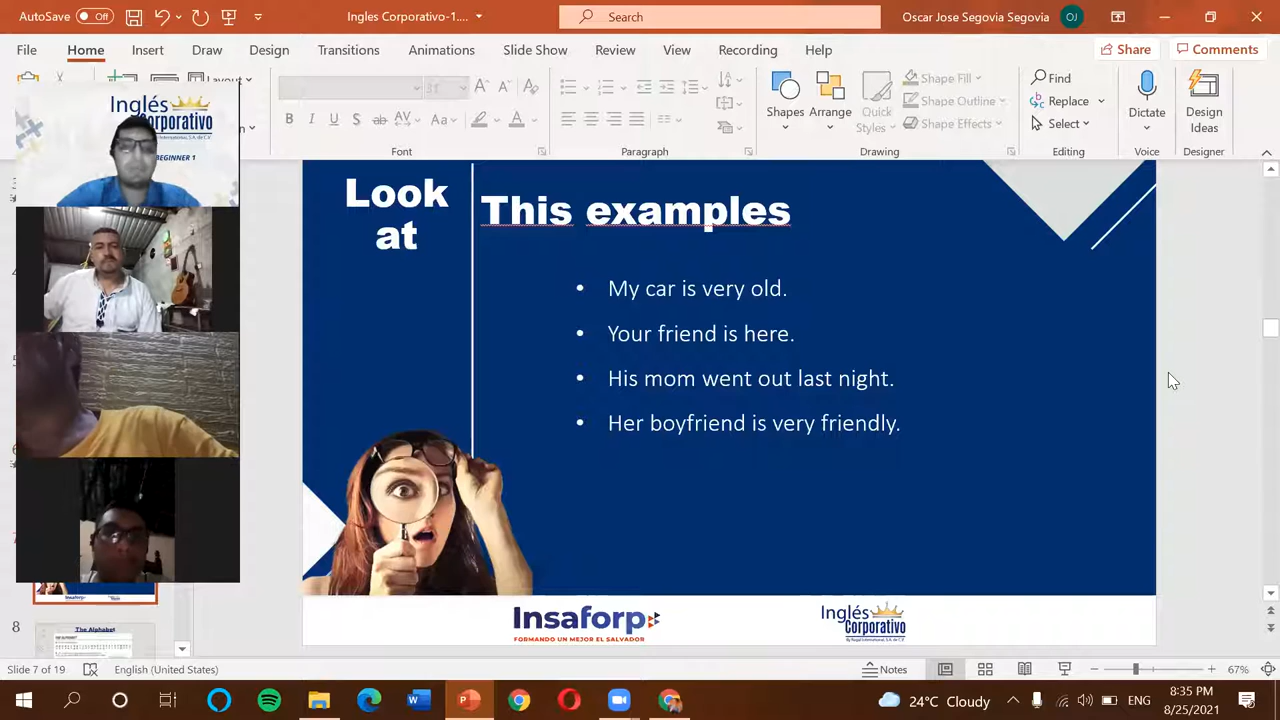 AutoSave Off Ingles Corporativo-1.... Search Oscar Jose Segovia Segovia OJ
File Home Insert Draw Design Transitions Animations Slide Show Review View Recording Help Share Comments
Layout
Shape Fill
Find
Shapes Arrange Quick Styles
Shape Outline
Replace
Dictate
Design Ideas
Shape Effects
Select
Font Paragraph Drawing Editing Voice Designer
Inglés
Corporativo
BEGINNER 1
Look at
This examples
• My car is very old.
• Your friend is here.
• His mom went out last night.
• Her boyfriend is very friendly.
Insaforp
FORMANDO UN MEJOR EL SALVADOR
Inglés
Corporativo
By Regal International, S.A. de C.V
8
The Alphabet
Slide 7 of 19 English (United States) Notes 67%
24°C Cloudy ENG 8:35 PM
8/25/2021